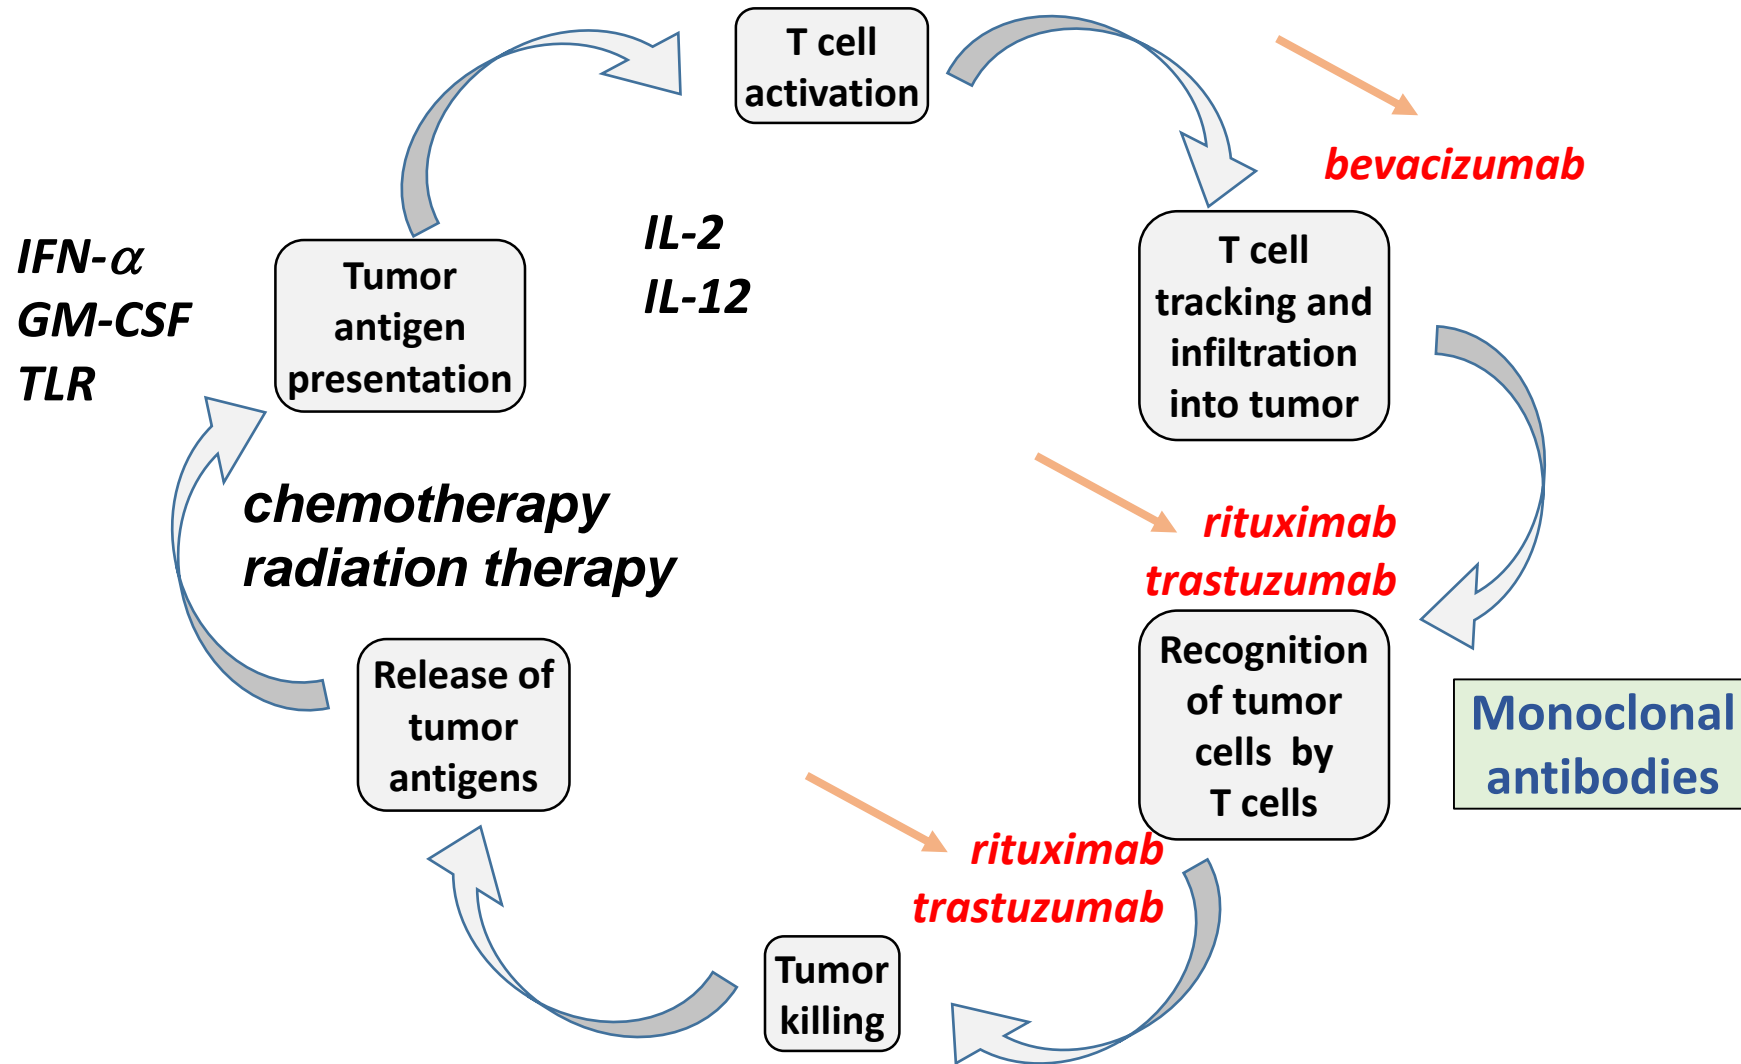 T cell
activation
bevacizumab
IFN-α
GM-CSF
TLR
Tumor
antigen
presentation
IL-2
IL-12
T cell
tracking and
infiltration
into tumor
chemotherapy
radiation therapy
rituximab
trastuzumab
Release of
tumor
antigens
Recognition
of tumor
cells by
T cells
Monoclonal
antibodies
rituximab
trastuzumab
Tumor
killing